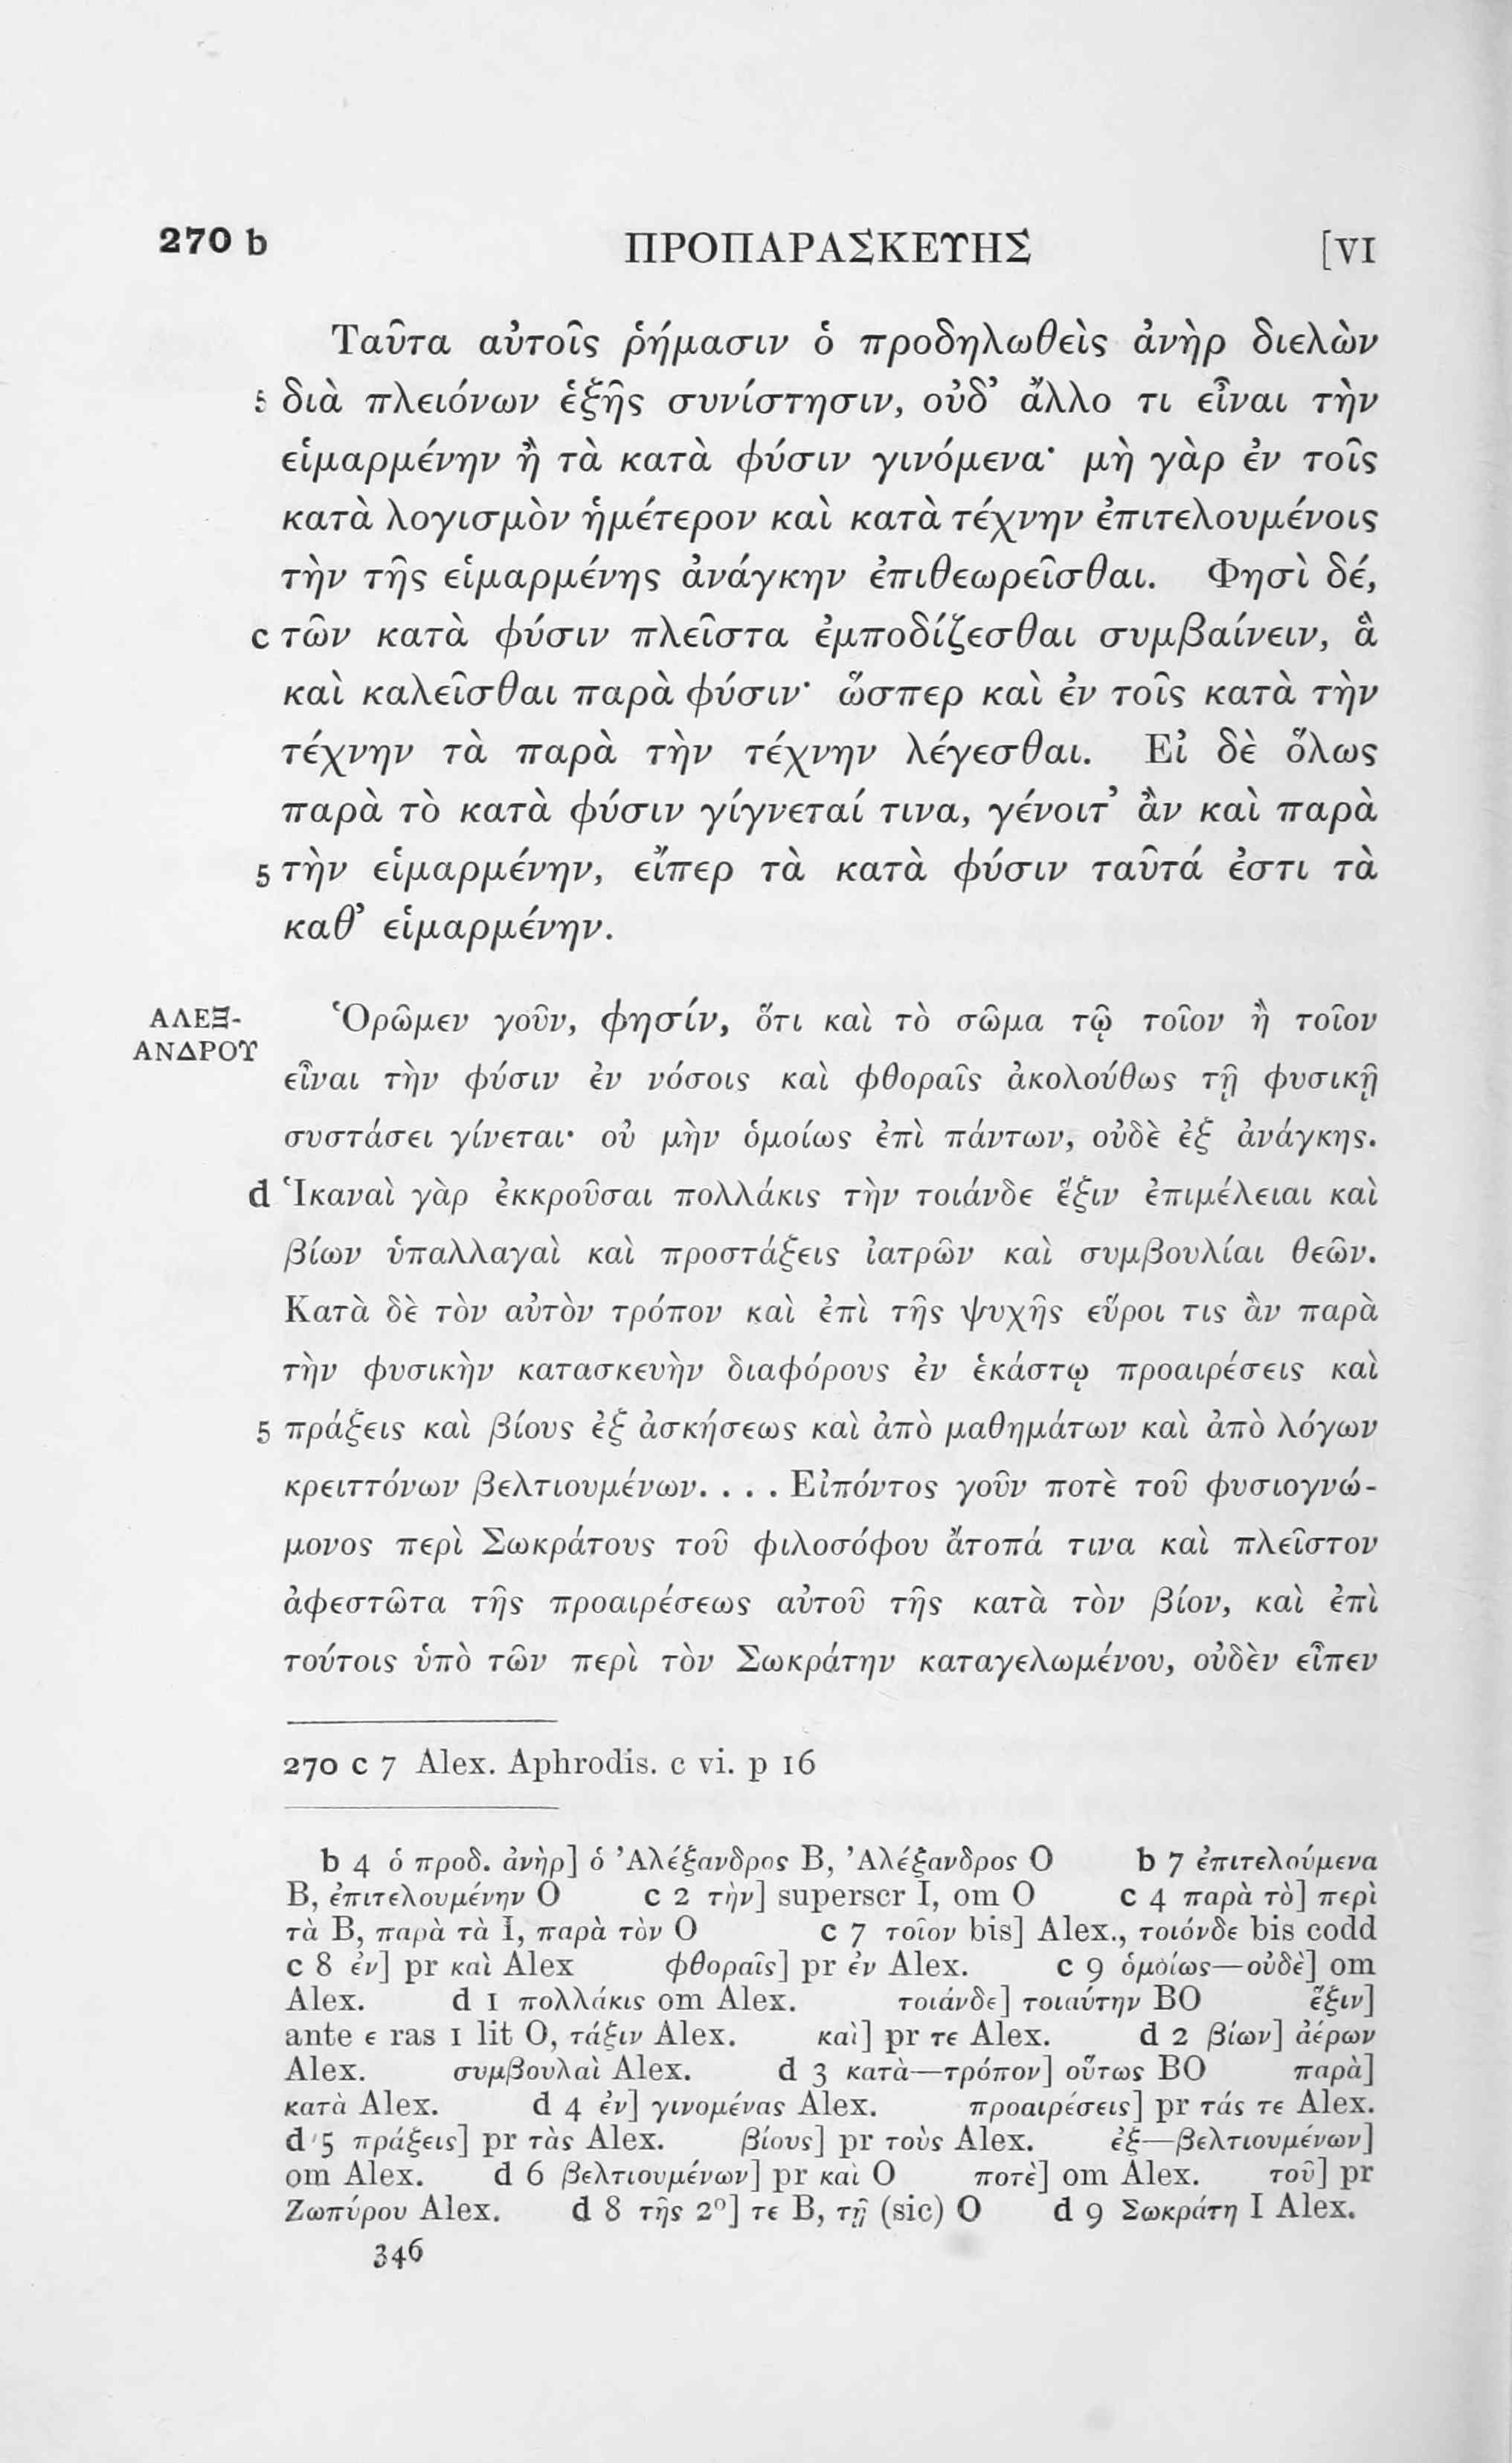 270 b ΠΡΟΠΑΡΑΣΚΕΥΗΣ [VI
Ταῦτα αὐτοῖς ῥήμασιν ὁ προδηλωθεὶς ἀνὴρ διελὼν
5 διὰ πλειόνων ἑξῆς συνίστησιν, οὐδ’ ἄλλο τι εἶναι τὴν
εἱμαρμένην ἢ τὰ κατὰ φύσιν γινόμενα· μὴ γὰρ ἐν τοῖς
κατὰ λογισμὸν ἡμέτερον καὶ κατὰ τέχνην ἐπιτελουμένοις
τὴν τῆς εἱμαρμένης ἀνάγκην ἐπιθεωρεῖσθαι. Φησὶ δέ,
c τῶν κατὰ φύσιν πλεῖστα ἐμποδίζεσθαι συμβαίνειν, ἃ
καὶ καλεῖσθαι παρὰ φύσιν· ὥσπερ καὶ ἐν τοῖς κατὰ τὴν
τέχνην τὰ παρὰ τὴν τέχνην λέγεσθαι. Εἰ δὲ ὅλως
παρὰ τὸ κατὰ φύσιν γίγνεταί τινα, γένοιτ’ ἂν καὶ παρὰ
5 τὴν εἱμαρμένην, εἴπερ τὰ κατὰ φύσιν ταῦτά ἐστι τὰ
καθ’ εἱμαρμένην.
ΑΛΕΞ-
ΑΝΔΡΟΥ
Ὁρῶμεν γοῦν, φησίν, ὅτι καὶ τὸ σῶμα τῷ τοῖον ἢ τοῖον
εἶναι τὴν φύσιν ἐν νόσοις καὶ φθοραῖς ἀκολούθως τῇ φυσικῇ
συστάσει γίνεται· οὐ μὴν ὁμοίως ἐπὶ πάντων, οὐδὲ ἐξ ἀνάγκης.
d Ἱκαναὶ γὰρ ἐκκροῦσαι πολλάκις τὴν τοιάνδε ἕξιν ἐπιμέλειαι καὶ
βίων ὑπαλλαγαὶ καὶ προστάξεις ἰατρῶν καὶ συμβουλίαι θεῶν.
Κατὰ δὲ τὸν αὐτὸν τρόπον καὶ ἐπὶ τῆς ψυχῆς εὕροι τις ἂν παρὰ
τὴν φυσικὴν κατασκευὴν διαφόρους ἐν ἑκάστῳ προαιρέσεις καὶ
5 πράξεις καὶ βίους ἐξ ἀσκήσεως καὶ ἀπὸ μαθημάτων καὶ ἀπὸ λόγων
κρειττόνων βελτιουμένων. . . . Εἰπόντος γοῦν ποτὲ τοῦ φυσιογνώ-
μονος περὶ Σωκράτους τοῦ φιλοσόφου ἄτοπά τινα καὶ πλεῖστον
ἀφεστῶτα τῆς προαιρέσεως αὐτοῦ τῆς κατὰ τὸν βίον, καὶ ἐπὶ
τούτοις ὑπὸ τῶν περὶ τὸν Σωκράτην καταγελωμένου, οὐδὲν εἶπεν
270 c 7 Alex. Aphrodis. c vi. p 16
b 4 ὁ προδ. ἀνὴρ] ὁ Ἀλέξανδρος B, Ἀλέξανδρος O b 7 ἐπιτελούμενα
B, ἐπιτελουμένην O c 2 τὴν] superscr I, om O c 4 παρὰ τὸ] περὶ
τὰ B, παρὰ τὰ I, παρὰ τὸν O c 7 τοῖον bis] Alex., τοιόνδε bis codd
c 8 ἐν] pr καὶ Alex φθοραῖς] pr ἐν Alex. c 9 ὁμοίως—οὐδὲ] om
Alex. d 1 πολλάκις om Alex. τοιάνδε] τοιαύτην BO ἕξιν]
ante ε ras 1 lit O, τάξιν Alex. καὶ] pr τε Alex. d 2 βίων] ἀέρων
Alex. συμβουλαὶ Alex. d 3 κατὰ—τρόπον] οὕτως BO παρὰ]
κατὰ Alex. d 4 ἐν] γινομένας Alex. προαιρέσεις] pr τάς τε Alex.
d 5 πράξεις] pr τὰς Alex. βίους] pr τοὺς Alex. ἐξ—βελτιουμένων]
om Alex. d 6 βελτιουμένων] pr καὶ O ποτὲ] om Alex. τοῦ] pr
Ζωπύρου Alex. d 8 τῆς 2º] τε B, τῇ (sic) O d 9 Σωκράτη I Alex.
346